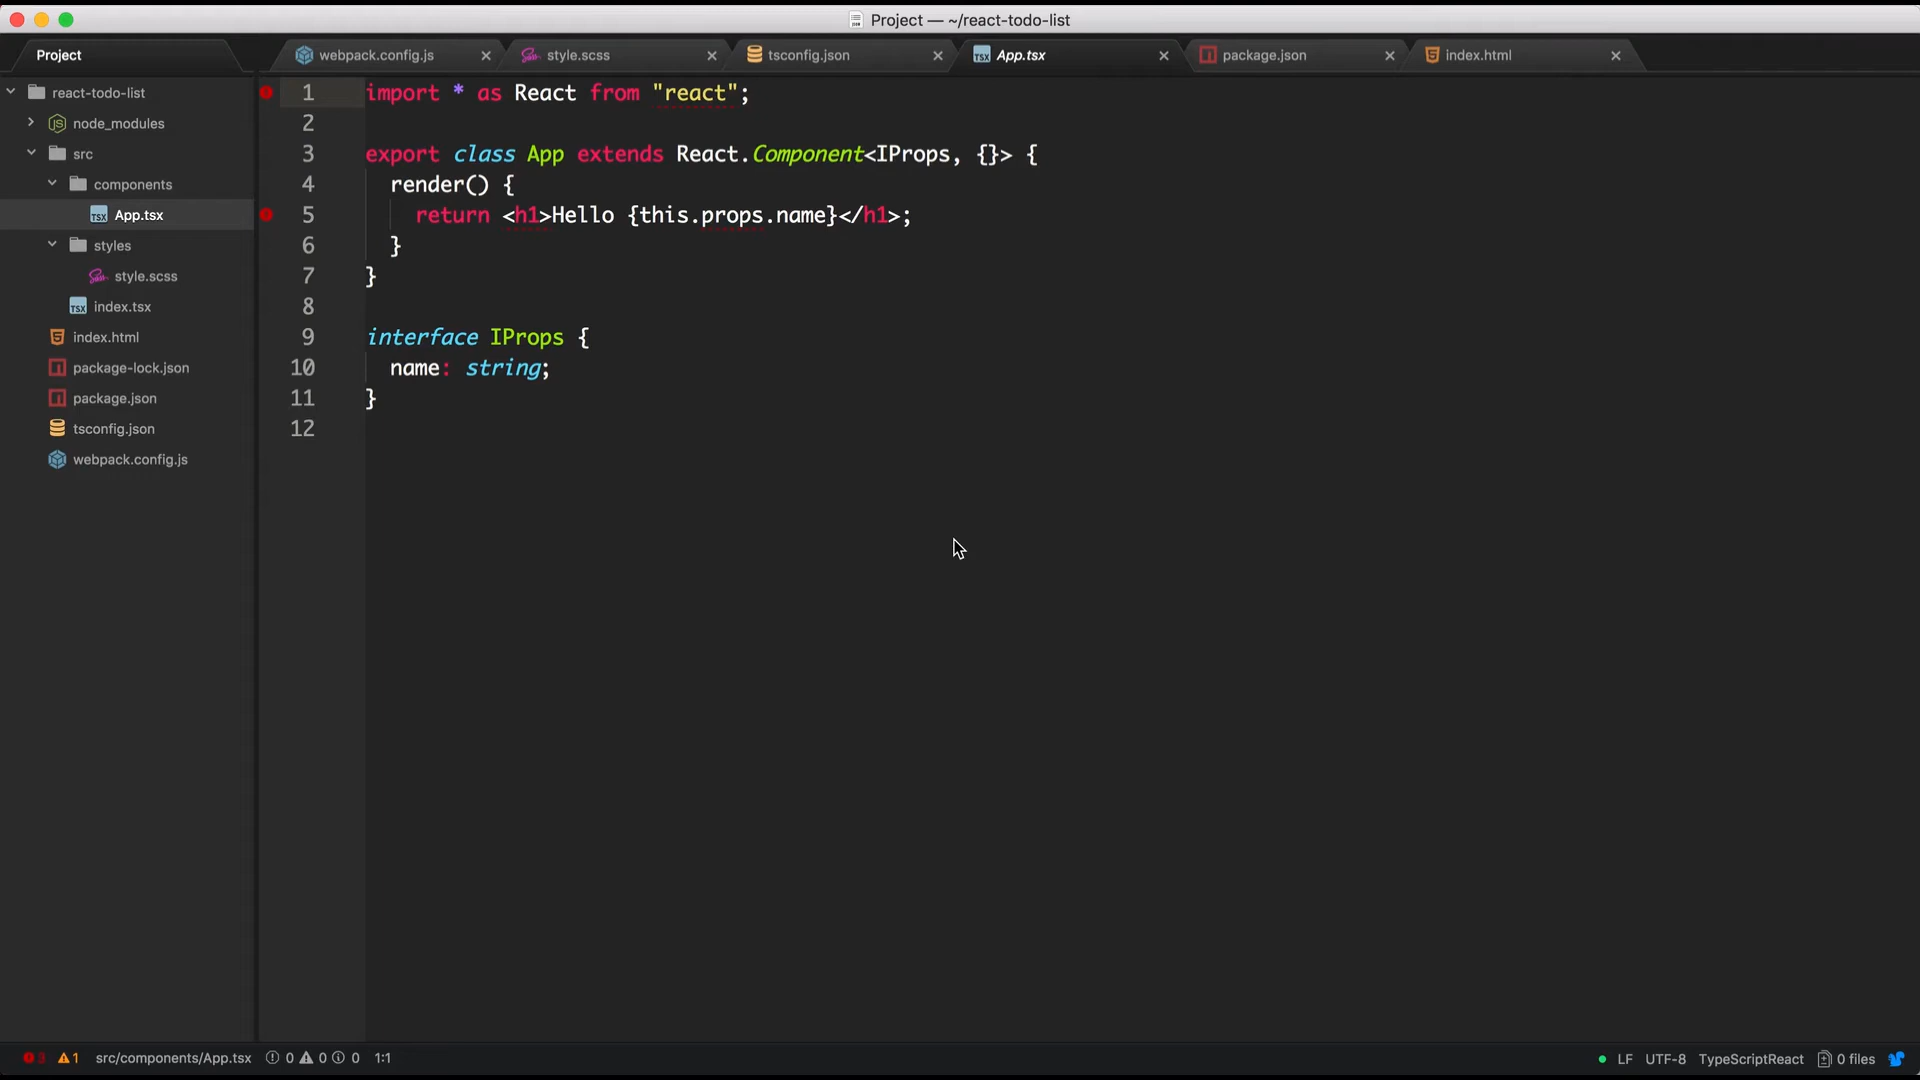 Project — ~/react-todo-list
Project
webpack.config.js
style.scss
tsconfig.json
App.tsx
package.json
index.html
react-todo-list
node_modules
src
components
App.tsx
styles
style.scss
index.tsx
index.html
package-lock.json
package.json
tsconfig.json
webpack.config.js
1 import * as React from "react";
2
3 export class App extends React.Component<IProps, {}> {
4 render() {
5 return <h1>Hello {this.props.name}</h1>;
6 }
7 }
8
9 interface IProps {
10 name: string;
11 }
12
3 1 src/components/App.tsx 0 0 0 1:1 LF UTF-8 TypeScriptReact 0 files